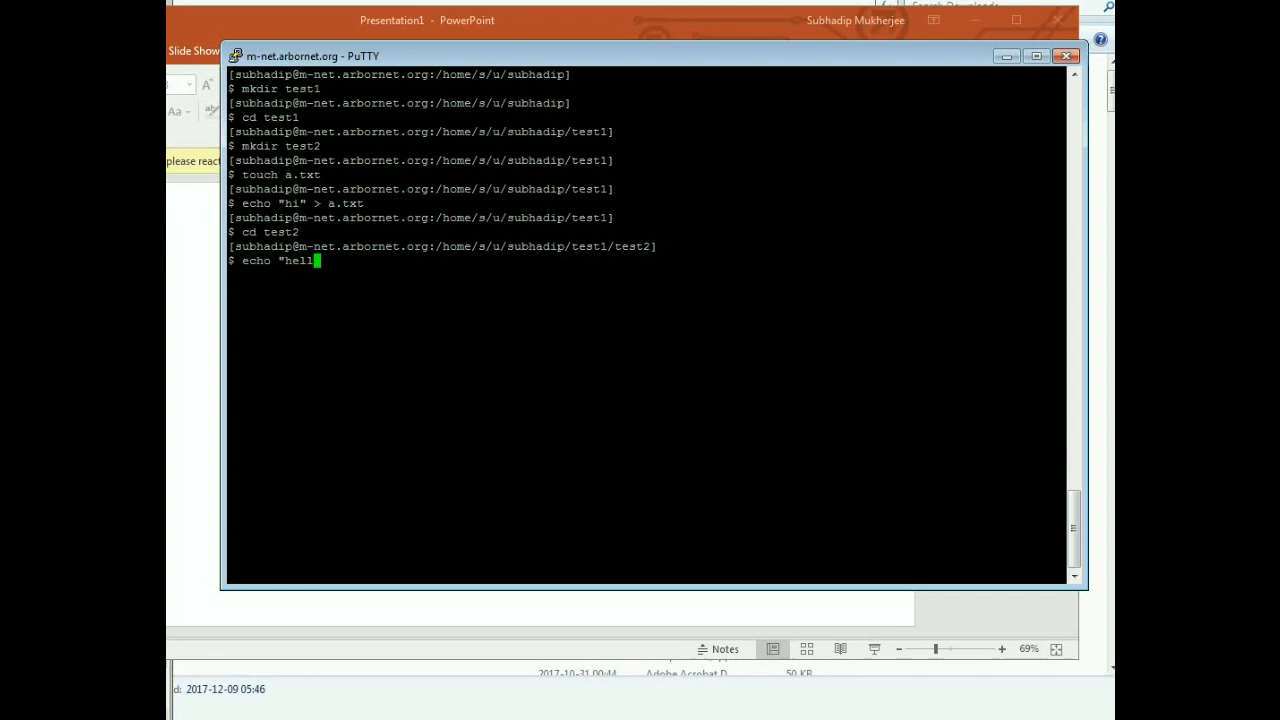 Search Downloads
Presentation1 - PowerPoint
Subhadip Mukherjee
Slide Show
m-net.arbornet.org - PuTTY
[subhadip@m-net.arbornet.org:/home/s/u/subhadip]
$ mkdir test1
[subhadip@m-net.arbornet.org:/home/s/u/subhadip]
$ cd test1
[subhadip@m-net.arbornet.org:/home/s/u/subhadip/test1]
$ mkdir test2
[subhadip@m-net.arbornet.org:/home/s/u/subhadip/test1]
$ touch a.txt
[subhadip@m-net.arbornet.org:/home/s/u/subhadip/test1]
$ echo "hi" > a.txt
[subhadip@m-net.arbornet.org:/home/s/u/subhadip/test1]
$ cd test2
[subhadip@m-net.arbornet.org:/home/s/u/subhadip/test1/test2]
$ echo "hell
Aa
please react
Notes
69%
2017-10-31 00:44 Adobe Acrobat D... 50 KB
d: 2017-12-09 05:46